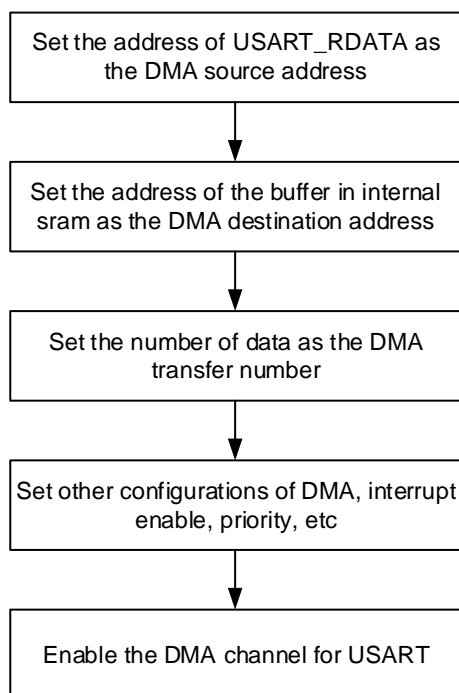 Set the address of USART_RDATA as
the DMA source address
Set the address of the buffer in internal
sram as the DMA destination address
Set the number of data as the DMA
transfer number
Set other configurations of DMA, interrupt
enable, priority, etc
Enable the DMA channel for USART